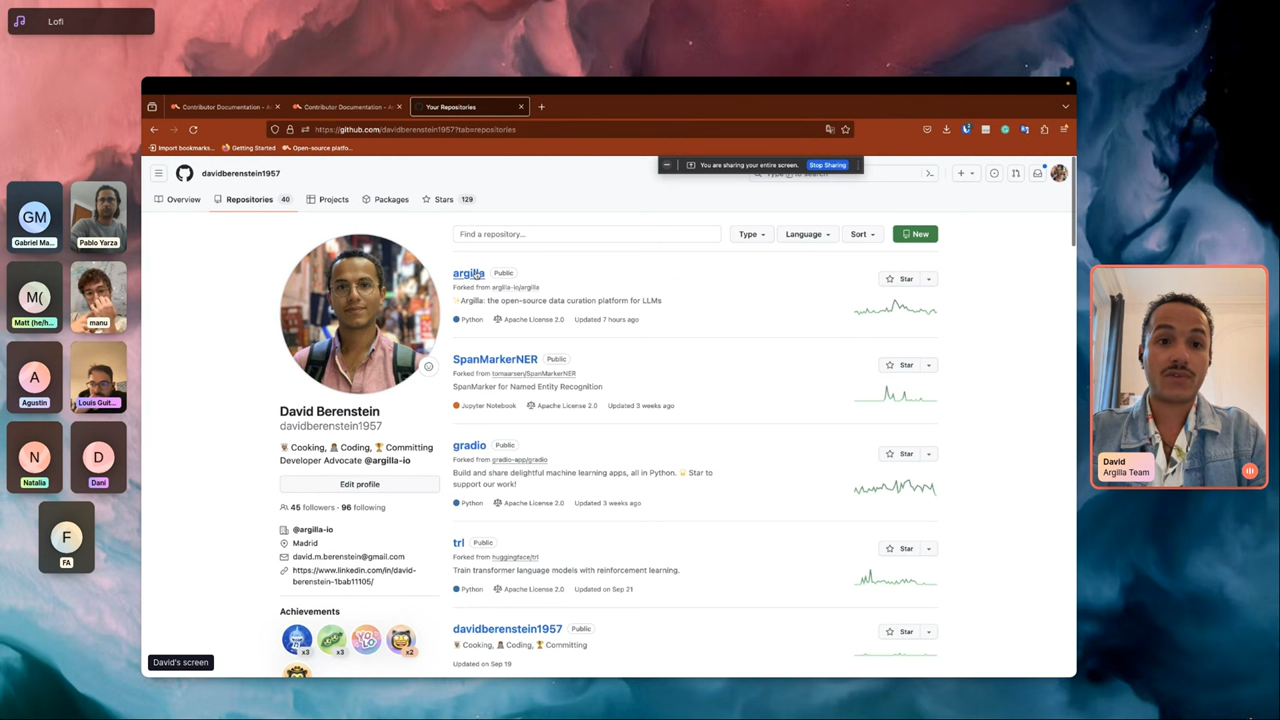 Lofi
Contributor Documentation - A
Contributor Documentation - A
Your Repositories
https://github.com/davidberenstein1957?tab=repositories
Import bookmarks...
Getting Started
Open-source platfo...
You are sharing your entire screen.
Stop Sharing
davidberenstein1957
Type / to search
Overview
Repositories 40
Projects
Packages
Stars 129
Find a repository...
Type
Language
Sort
New
argilla Public
Forked from argilla-io/argilla
Argilla: the open-source data curation platform for LLMs
Python Apache License 2.0 Updated 7 hours ago
Star
SpanMarkerNER Public
Forked from tomaarsen/SpanMarkerNER
SpanMarker for Named Entity Recognition
Jupyter Notebook Apache License 2.0 Updated 3 weeks ago
Star
gradio Public
Forked from gradio-app/gradio
Build and share delightful machine learning apps, all in Python. Star to
support our work!
Python Apache License 2.0 Updated 3 weeks ago
Star
trl Public
Forked from huggingface/trl
Train transformer language models with reinforcement learning.
Python Apache License 2.0 Updated on Sep 21
Star
davidberenstein1957 Public
Cooking, Coding, Committing
Updated on Sep 19
Star
David Berenstein
davidberenstein1957
Cooking, Coding, Committing
Developer Advocate @argilla-io
Edit profile
45 followers · 96 following
@argilla-io
Madrid
david.m.berenstein@gmail.com
https://www.linkedin.com/in/david-
berenstein-1bab11105/
Achievements
x3
x3
YOLO
x2
David's screen
GM
Gabriel Ma...
Pablo Yarza
M(
Matt (he/h...
manu
A
Agustin
Louis Guit...
N
Natalia
D
Dani
F
FA
David
Argilla Team